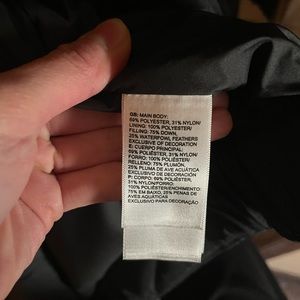 GB: MAIN BODY:
69% POLYESTER, 31% NYLON/
LINING: 100% POLYESTER/
FILLING: 75% DOWN,
25% WATERFOWL FEATHERS
EXCLUSIVE OF DECORATION
E: CUERPO PRINCIPAL:
69% POLIÉSTER, 31% NYLON/
FORRO: 100% POLIÉSTER/
RELLENO: 75% PLUMÓN,
25% PLUMA DE AVE ACUÁTICA
EXCLUSIVO DE DECORACIÓN
P: CORPO: 69% POLIÉSTER,
31% NYLON/FORRO:
100% POLIÉSTER/ENCHIMENTO:
75% EM BAIXO, 25% PENAS DE
AVES AQUÁTICAS
EXCLUSIVO PARA DECORAÇÃO